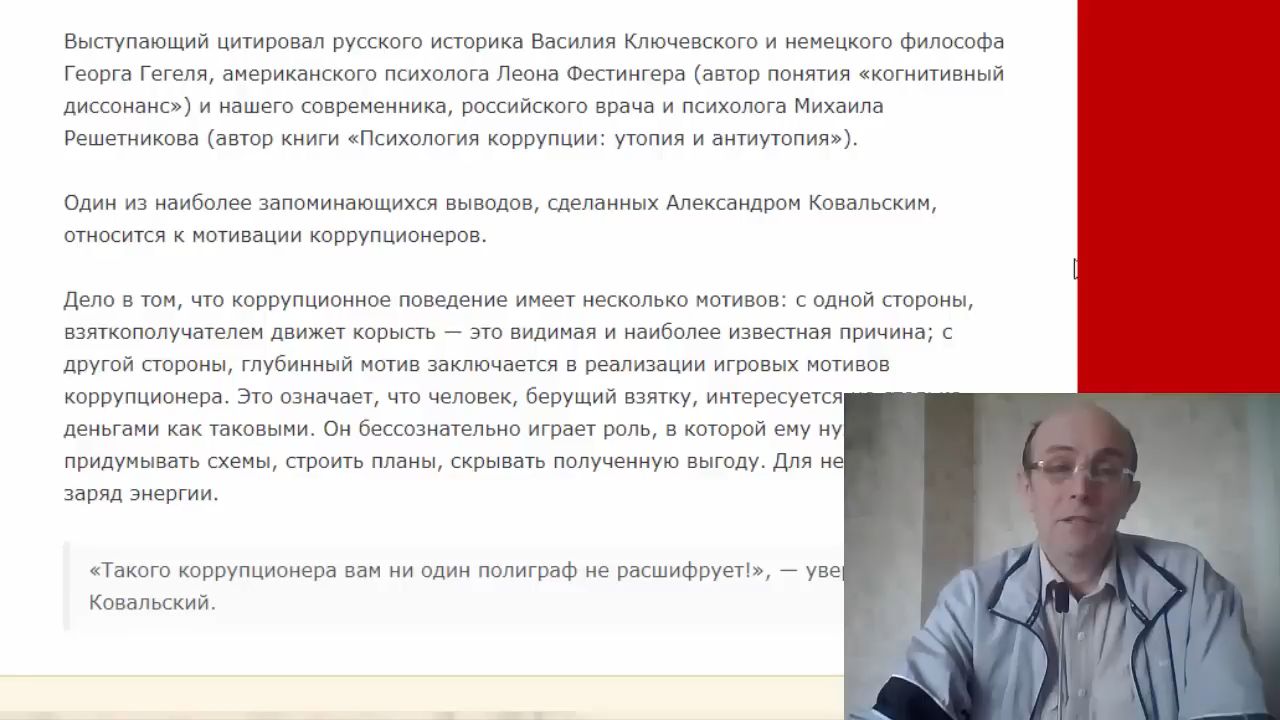 Выступающий цитировал русского историка Василия Ключевского и немецкого философа
Георга Гегеля, американского психолога Леона Фестингера (автор понятия «когнитивный
диссонанс») и нашего современника, российского врача и психолога Михаила
Решетникова (автор книги «Психология коррупции: утопия и антиутопия»).
Один из наиболее запоминающихся выводов, сделанных Александром Ковальским,
относится к мотивации коррупционеров.
Дело в том, что коррупционное поведение имеет несколько мотивов: с одной стороны,
взяткополучателем движет корысть — это видимая и наиболее известная причина; с
другой стороны, глубинный мотив заключается в реализации игровых мотивов
коррупционера. Это означает, что человек, берущий взятку, интересуется
деньгами как таковыми. Он бессознательно играет роль, в которой ему
придумывать схемы, строить планы, скрывать полученную выгоду. Для
заряд энергии.
«Такого коррупционера вам ни один полиграф не расшифрует!», —
Ковальский.